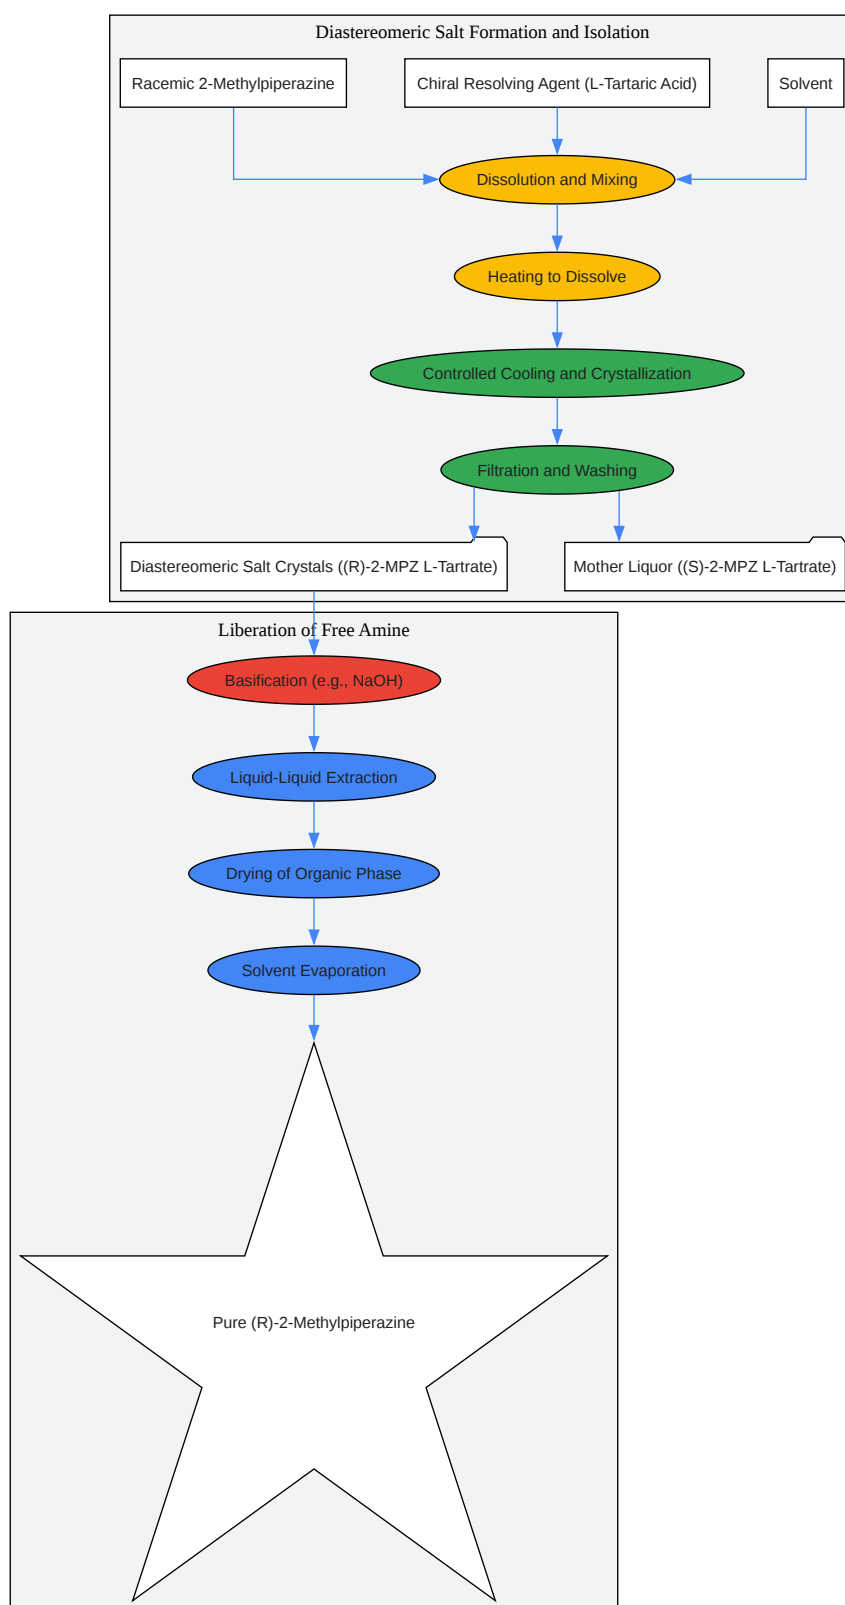 Diastereomeric Salt Formation and Isolation
Racemic 2-Methylpiperazine
Chiral Resolving Agent (L-Tartaric Acid)
Solvent
Dissolution and Mixing
Heating to Dissolve
Controlled Cooling and Crystallization
Filtration and Washing
Diastereomeric Salt Crystals ((R)-2-MPZ L-Tartrate)
Mother Liquor ((S)-2-MPZ L-Tartrate)
Liberation of Free Amine
Basification (e.g., NaOH)
Liquid-Liquid Extraction
Drying of Organic Phase
Solvent Evaporation
Pure (R)-2-Methylpiperazine